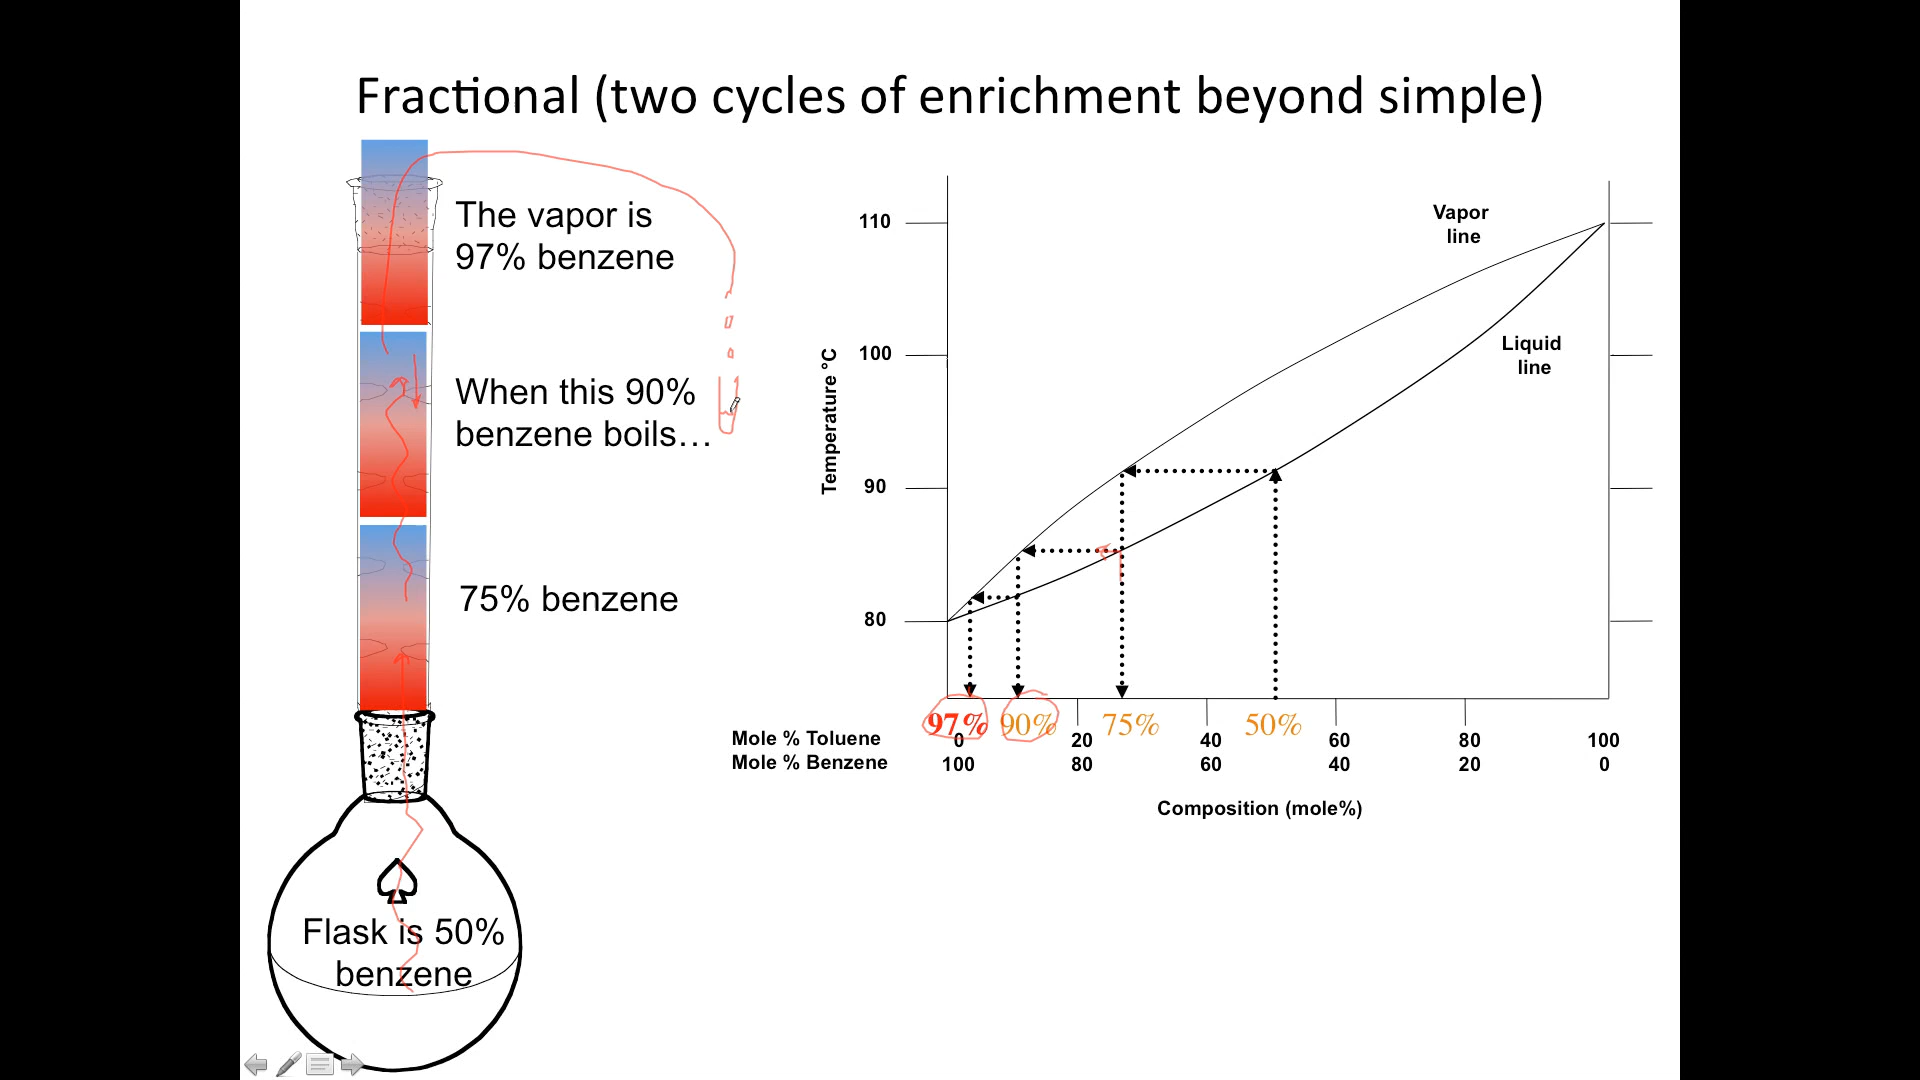 Fractional (two cycles of enrichment beyond simple)
The vapor is
97% benzene
When this 90%
benzene boils…
75% benzene
Flask is 50%
benzene
Vapor
line
Liquid
line
Temperature °C
110
100
90
80
97% 90% 75% 50%
Mole % Toluene 0 20 40 60 80 100
Mole % Benzene 100 80 60 40 20 0
Composition (mole%)